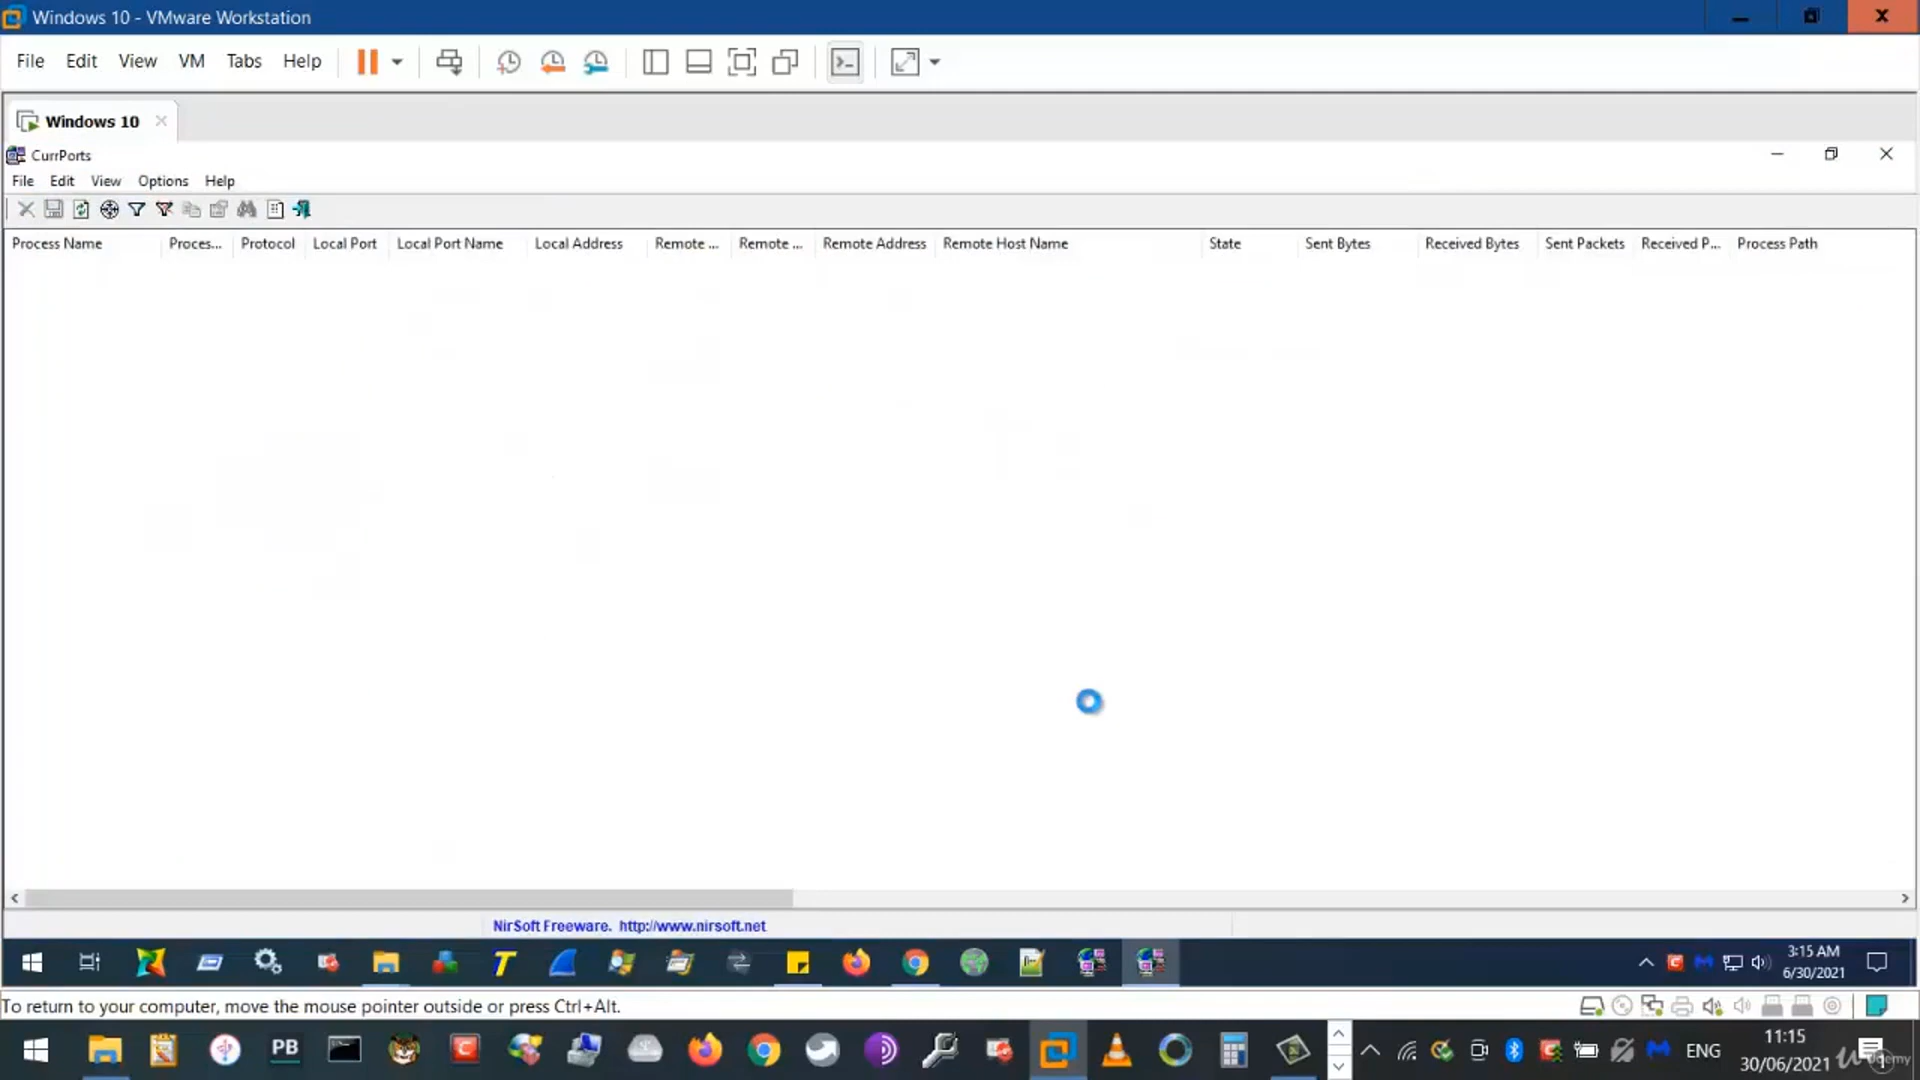 Windows 10 - VMware Workstation
File Edit View VM Tabs Help
Windows 10
CurrPorts
File Edit View Options Help
Process Name Proces... Protocol Local Port Local Port Name Local Address Remote ... Remote ... Remote Address Remote Host Name State Sent Bytes Received Bytes Sent Packets Received P... Process Path
NirSoft Freeware. http://www.nirsoft.net
3:15 AM
6/30/2021
To return to your computer, move the mouse pointer outside or press Ctrl+Alt.
PB
ENG
11:15
30/06/2021
Udemy